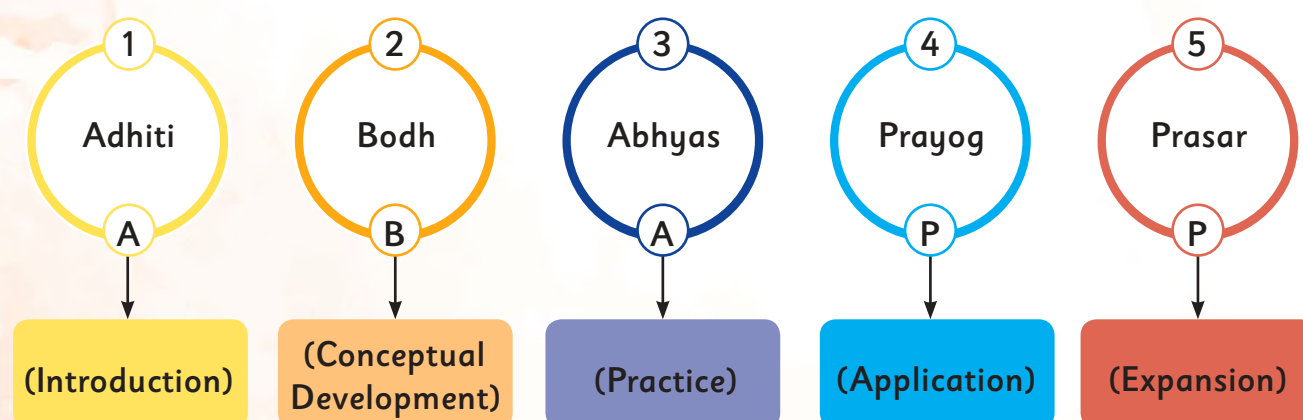 1
Adhiti
A
(Introduction)
2
Bodh
B
(Conceptual
Development)
3
Abhyas
A
(Practice)
4
Prayog
P
(Application)
5
Prasar
P
(Expansion)